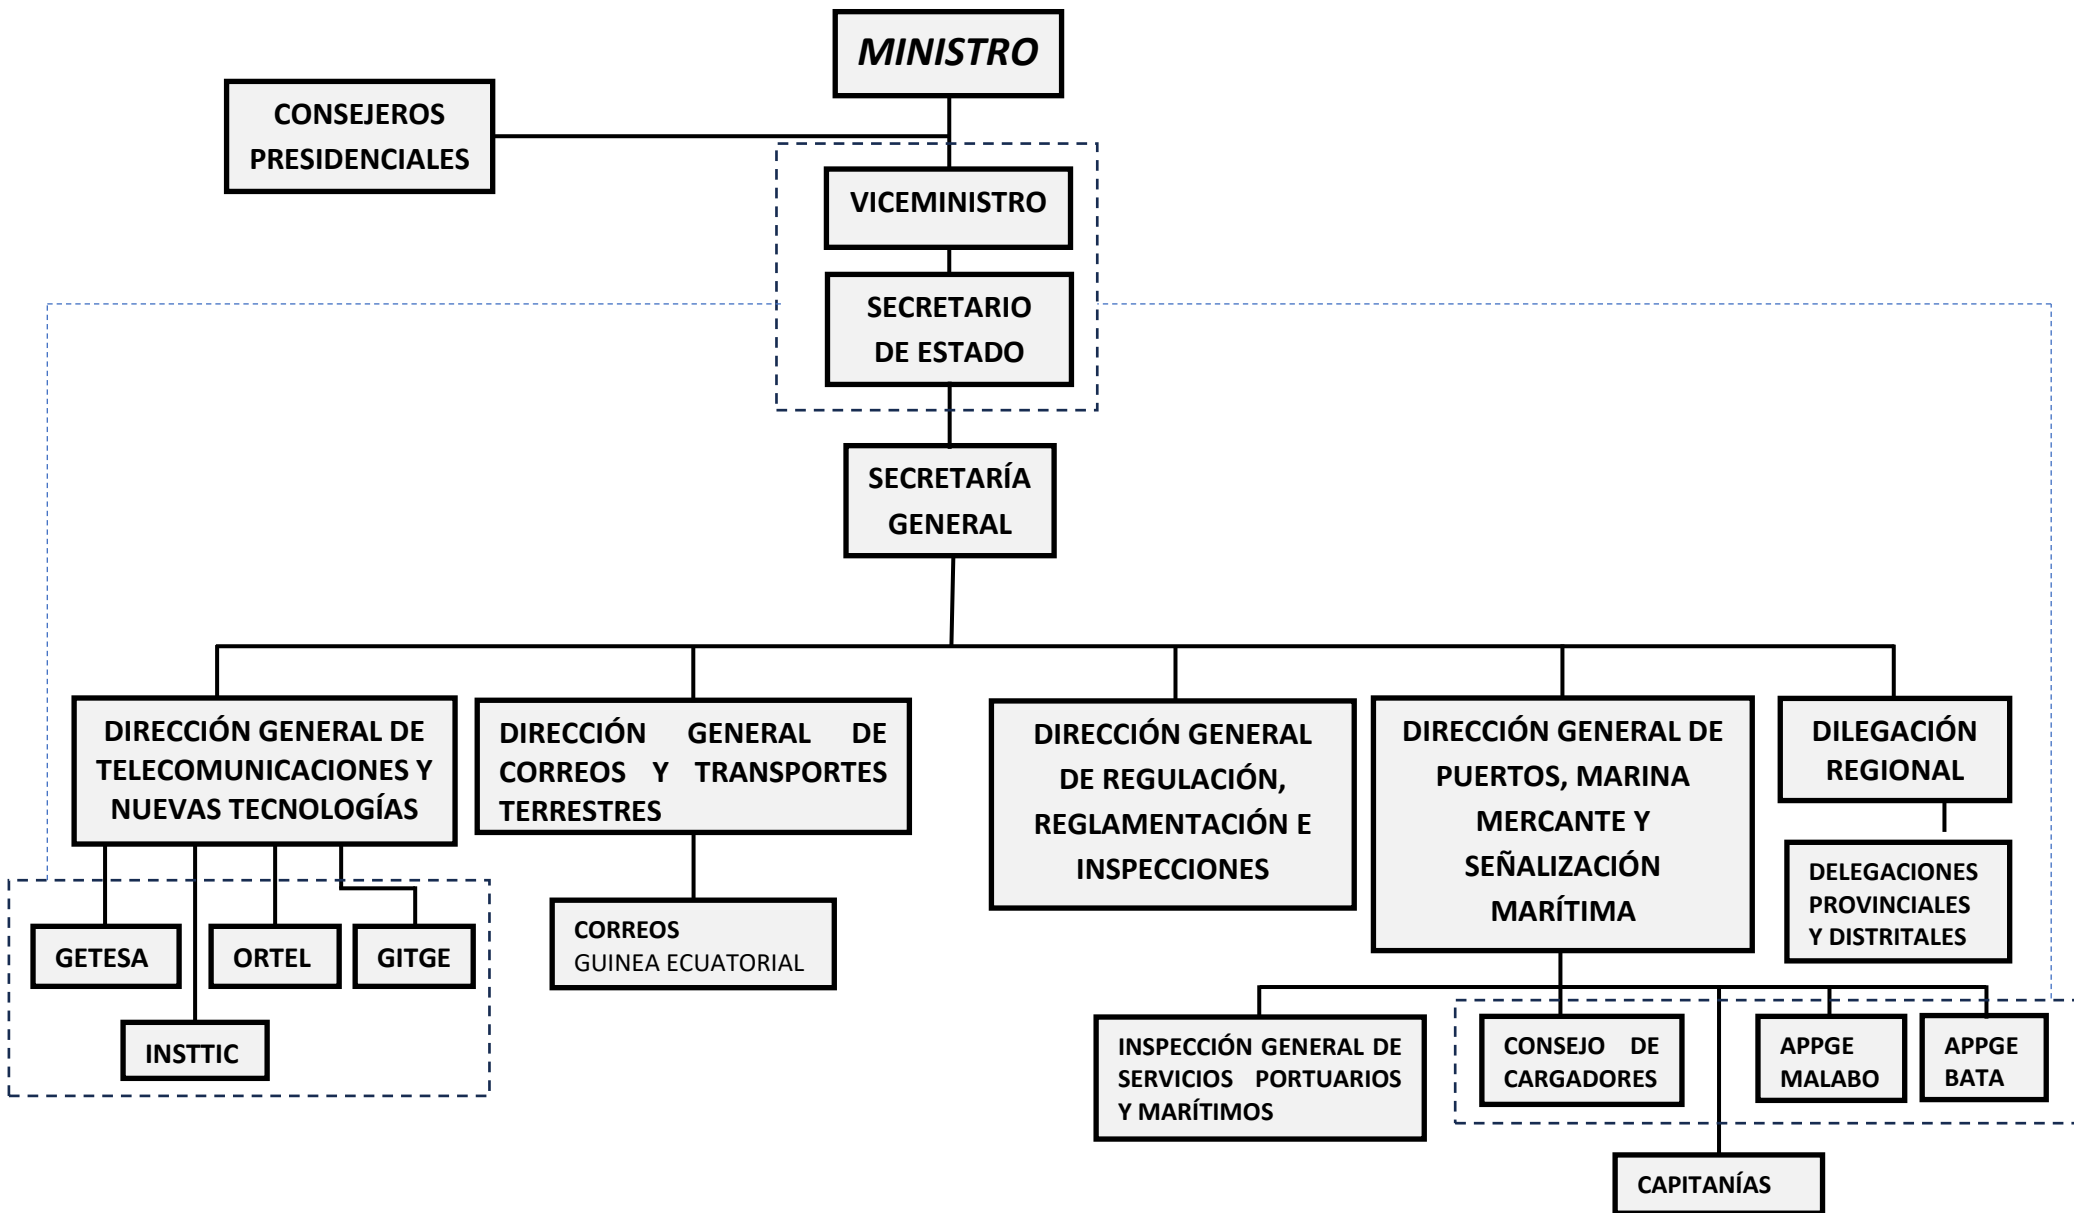 MINISTRO
CONSEJEROS
PRESIDENCIALES
VICEMINISTRO
SECRETARIO
DE ESTADO
SECRETARÍA
GENERAL
DIRECCIÓN GENERAL DE
TELECOMUNICACIONES Y
NUEVAS TECNOLOGÍAS
DIRECCIÓN GENERAL DE
CORREOS Y TRANSPORTES
TERRESTRES
DIRECCIÓN GENERAL
DE REGULACIÓN,
REGLAMENTACIÓN E
INSPECCIONES
DIRECCIÓN GENERAL DE
PUERTOS, MARINA
MERCANTE Y
SEÑALIZACIÓN
MARÍTIMA
DILEGACIÓN
REGIONAL
GETESA
ORTEL
GITGE
INSTTIC
CORREOS
GUINEA ECUATORIAL
DELEGACIONES
PROVINCIALES
Y DISTRITALES
INSPECCIÓN GENERAL DE
SERVICIOS PORTUARIOS
Y MARÍTIMOS
CONSEJO DE
CARGADORES
APPGE
MALABO
APPGE
BATA
CAPITANÍAS